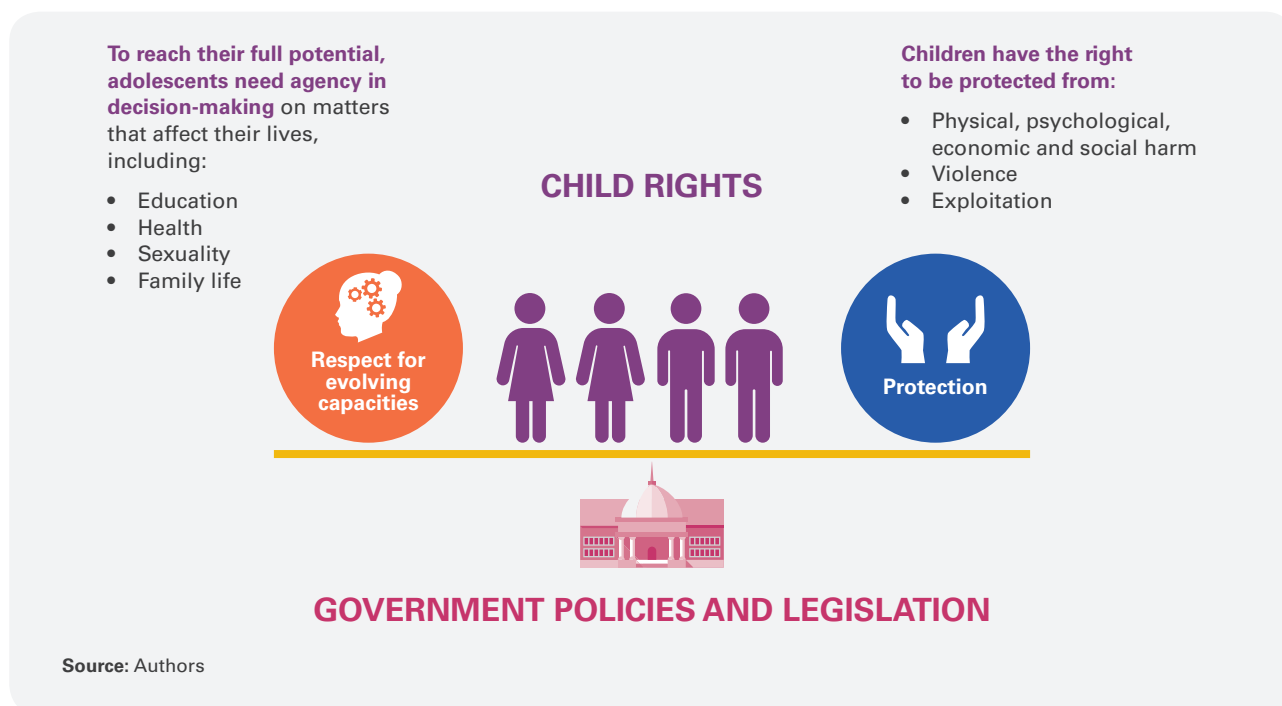 To reach their full potential,
adolescents need agency in
decision-making on matters
that affect their lives,
including:
• Education
• Health
• Sexuality
• Family life
Children have the right
to be protected from:
• Physical, psychological,
economic and social harm
• Violence
• Exploitation
CHILD RIGHTS
Respect for
evolving
capacities
Protection
GOVERNMENT POLICIES AND LEGISLATION
Source: Authors